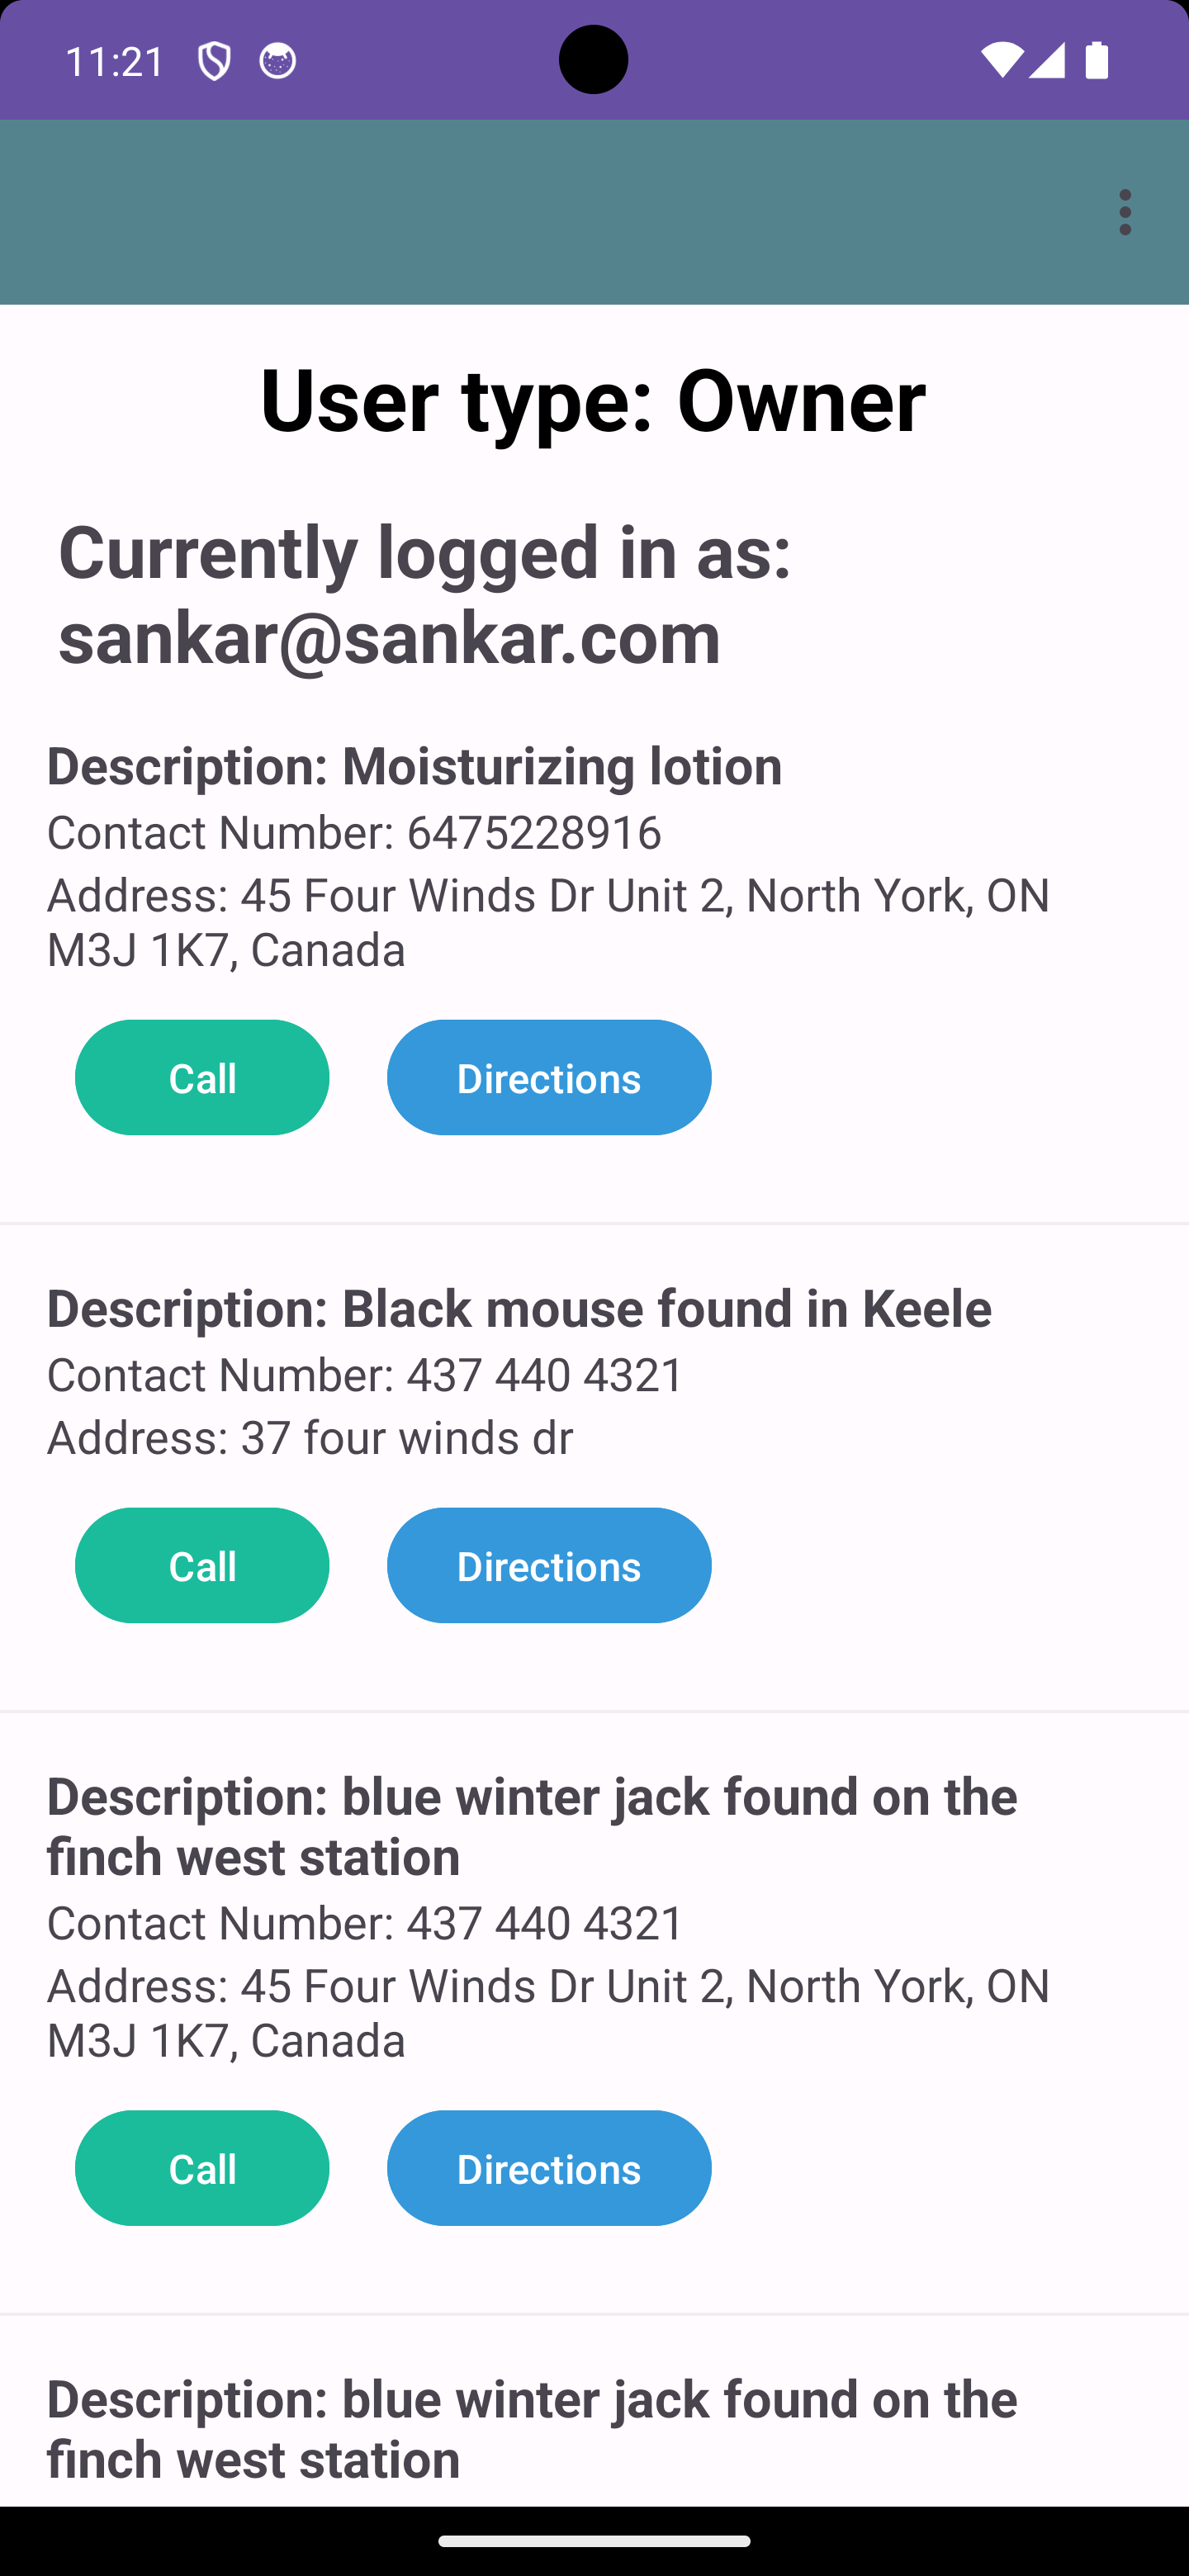 11:21
User type: Owner
Currently logged in as:
sankar@sankar.com
Description: Moisturizing lotion
Contact Number: 6475228916
Address: 45 Four Winds Dr Unit 2, North York, ON
M3J 1K7, Canada
Call Directions
Description: Black mouse found in Keele
Contact Number: 437 440 4321
Address: 37 four winds dr
Call Directions
Description: blue winter jack found on the
finch west station
Contact Number: 437 440 4321
Address: 45 Four Winds Dr Unit 2, North York, ON
M3J 1K7, Canada
Call Directions
Description: blue winter jack found on the
finch west station